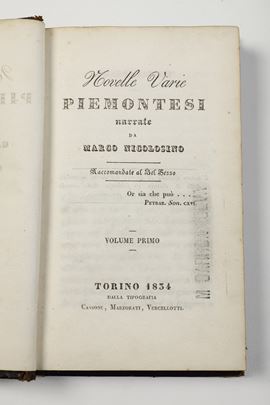 Novelle Varie
PIEMONTESI
narrate
DA
MARCO NICOLOSINO
Raccomandate al Bel Sesso
Or sia che può . . . .
PETRAR. SON. CXVI.
VOLUME PRIMO
TORINO 1834
DALLA TIPOGRAFIA
CASSONE, MARZORATI, VERCELLOTTI.